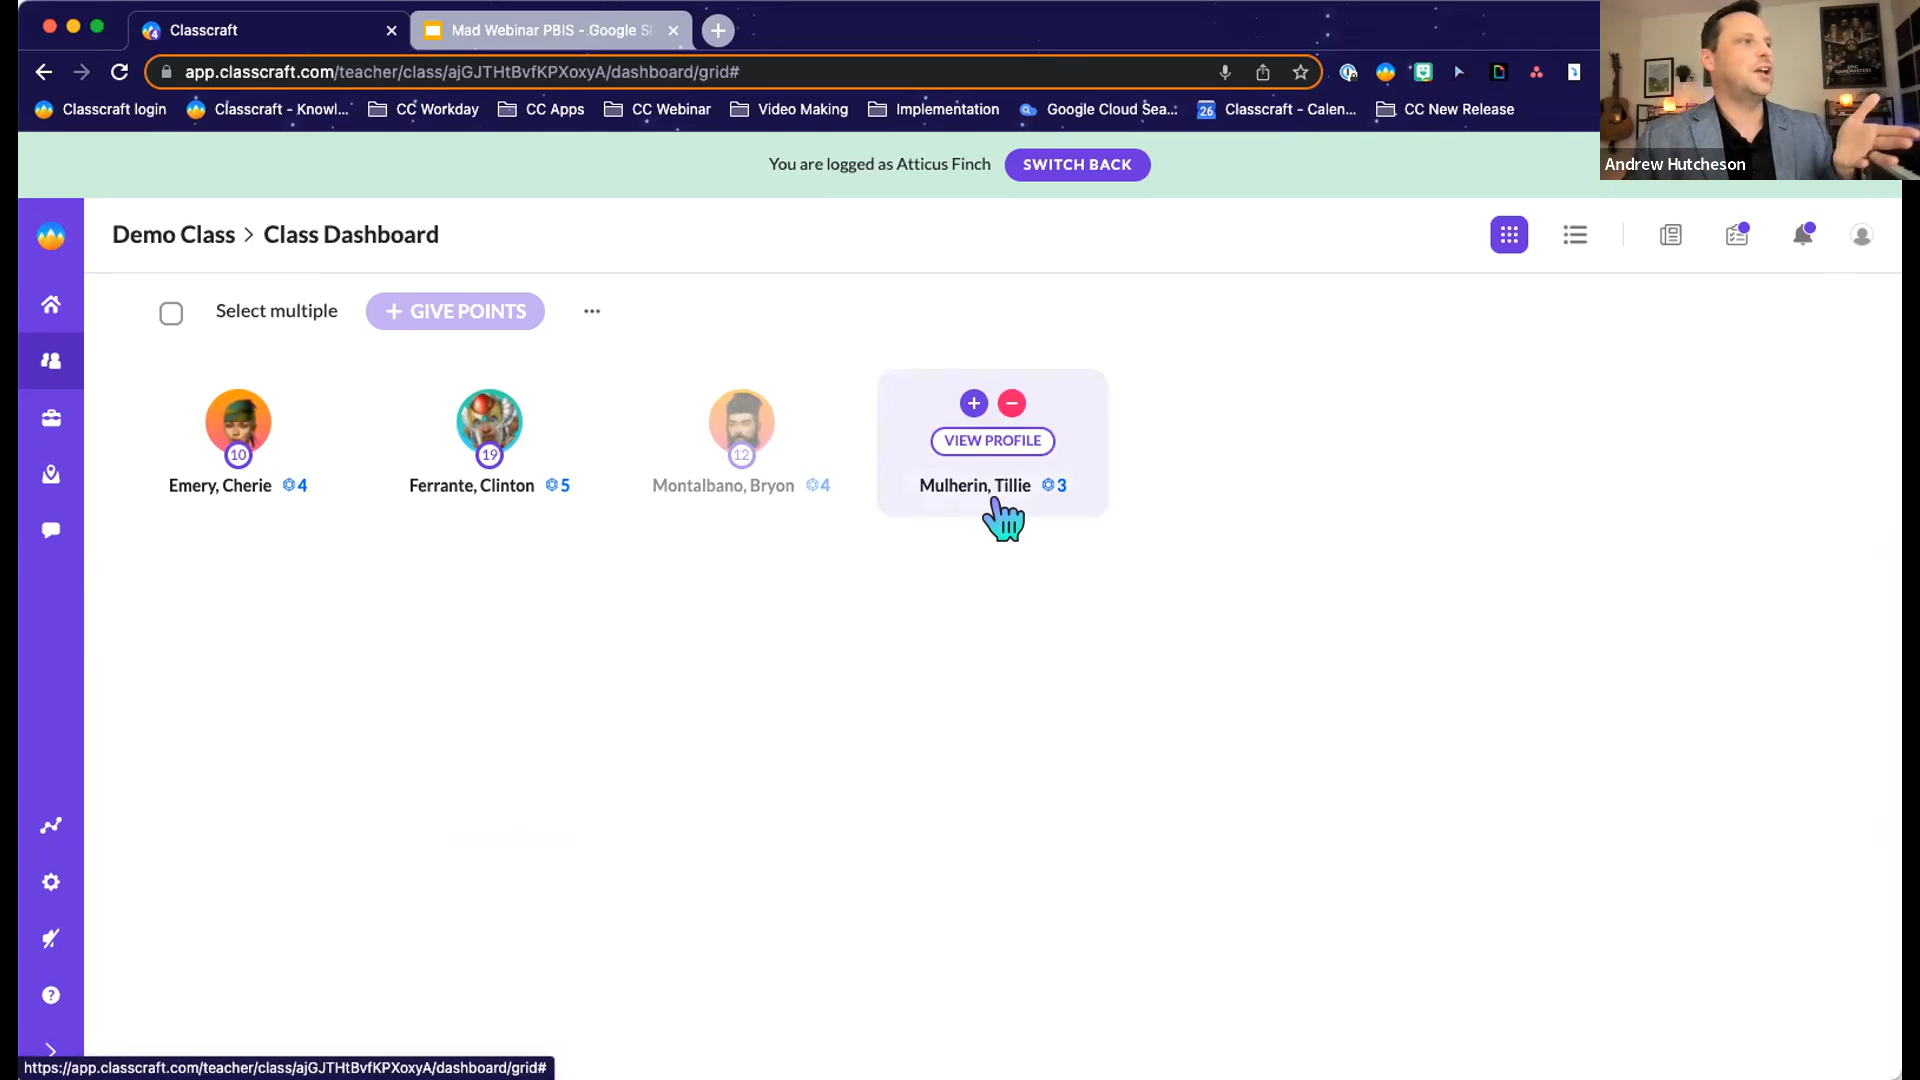 Classcraft
Mad Webinar PBIS - Google Sl
app.classcraft.com/teacher/class/ajGJTHtBvfKPXoxyA/dashboard/grid#
Classcraft login
Classcraft - Knowl...
CC Workday
CC Apps
CC Webinar
Video Making
Implementation
Google Cloud Sea...
26
Classcraft - Calen...
CC New Release
Andrew Hutcheson
You are logged as Atticus Finch
SWITCH BACK
Demo Class > Class Dashboard
Select multiple
+ GIVE POINTS
10
Emery, Cherie 4
19
Ferrante, Clinton 5
12
Montalbano, Bryon 4
VIEW PROFILE
Mulherin, Tillie 3
https://app.classcraft.com/teacher/class/ajGJTHtBvfKPXoxyA/dashboard/grid#